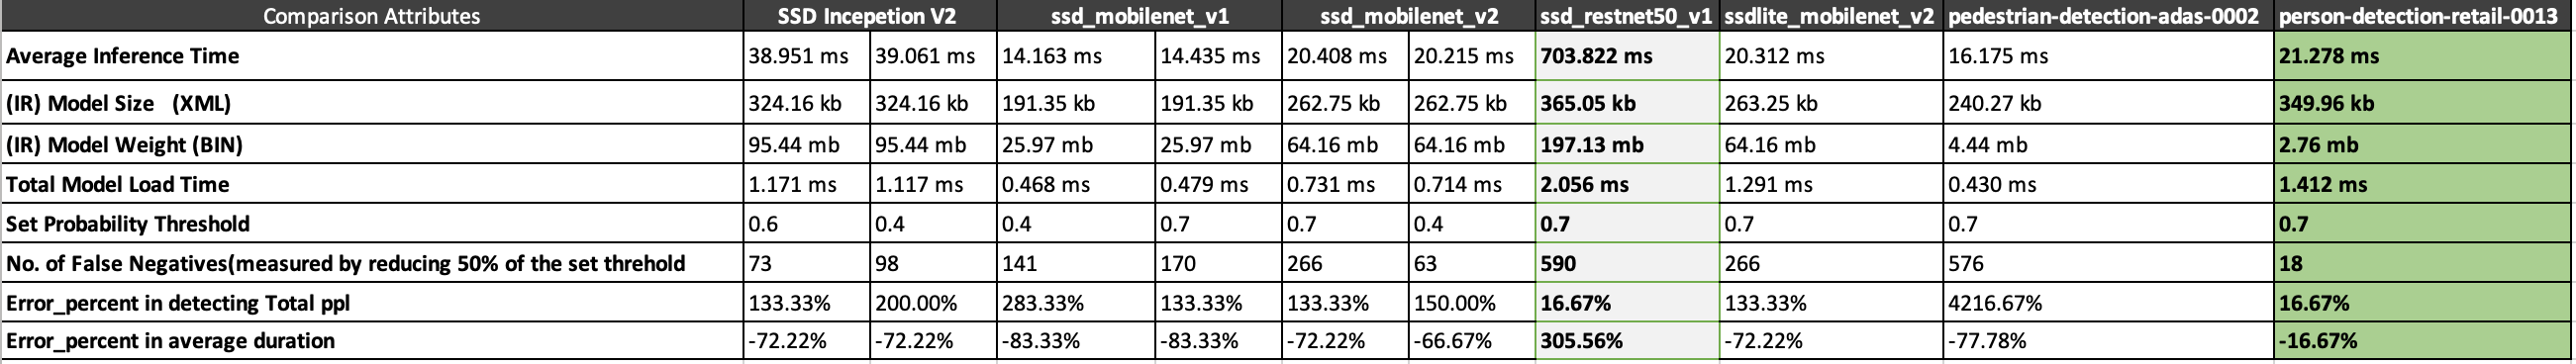 Comparison Attributes SSD Incepetion V2 ssd_mobilenet_v1 ssd_mobilenet_v2 ssd_restnet50_v1 ssdlite_mobilenet_v2 pedestrian-detection-adas-0002 person-detection-retail-0013
Average Inference Time 38.951 ms 39.061 ms 14.163 ms 14.435 ms 20.408 ms 20.215 ms 703.822 ms 20.312 ms 16.175 ms 21.278 ms
(IR) Model Size (XML) 324.16 kb 324.16 kb 191.35 kb 191.35 kb 262.75 kb 262.75 kb 365.05 kb 263.25 kb 240.27 kb 349.96 kb
(IR) Model Weight (BIN) 95.44 mb 95.44 mb 25.97 mb 25.97 mb 64.16 mb 64.16 mb 197.13 mb 64.16 mb 4.44 mb 2.76 mb
Total Model Load Time 1.171 ms 1.117 ms 0.468 ms 0.479 ms 0.731 ms 0.714 ms 2.056 ms 1.291 ms 0.430 ms 1.412 ms
Set Probability Threshold 0.6 0.4 0.4 0.7 0.7 0.4 0.7 0.7 0.7 0.7
No. of False Negatives(measured by reducing 50% of the set threhold 73 98 141 170 266 63 590 266 576 18
Error_percent in detecting Total ppl 133.33% 200.00% 283.33% 133.33% 133.33% 150.00% 16.67% 133.33% 4216.67% 16.67%
Error_percent in average duration -72.22% -72.22% -83.33% -83.33% -72.22% -66.67% 305.56% -72.22% -77.78% -16.67%